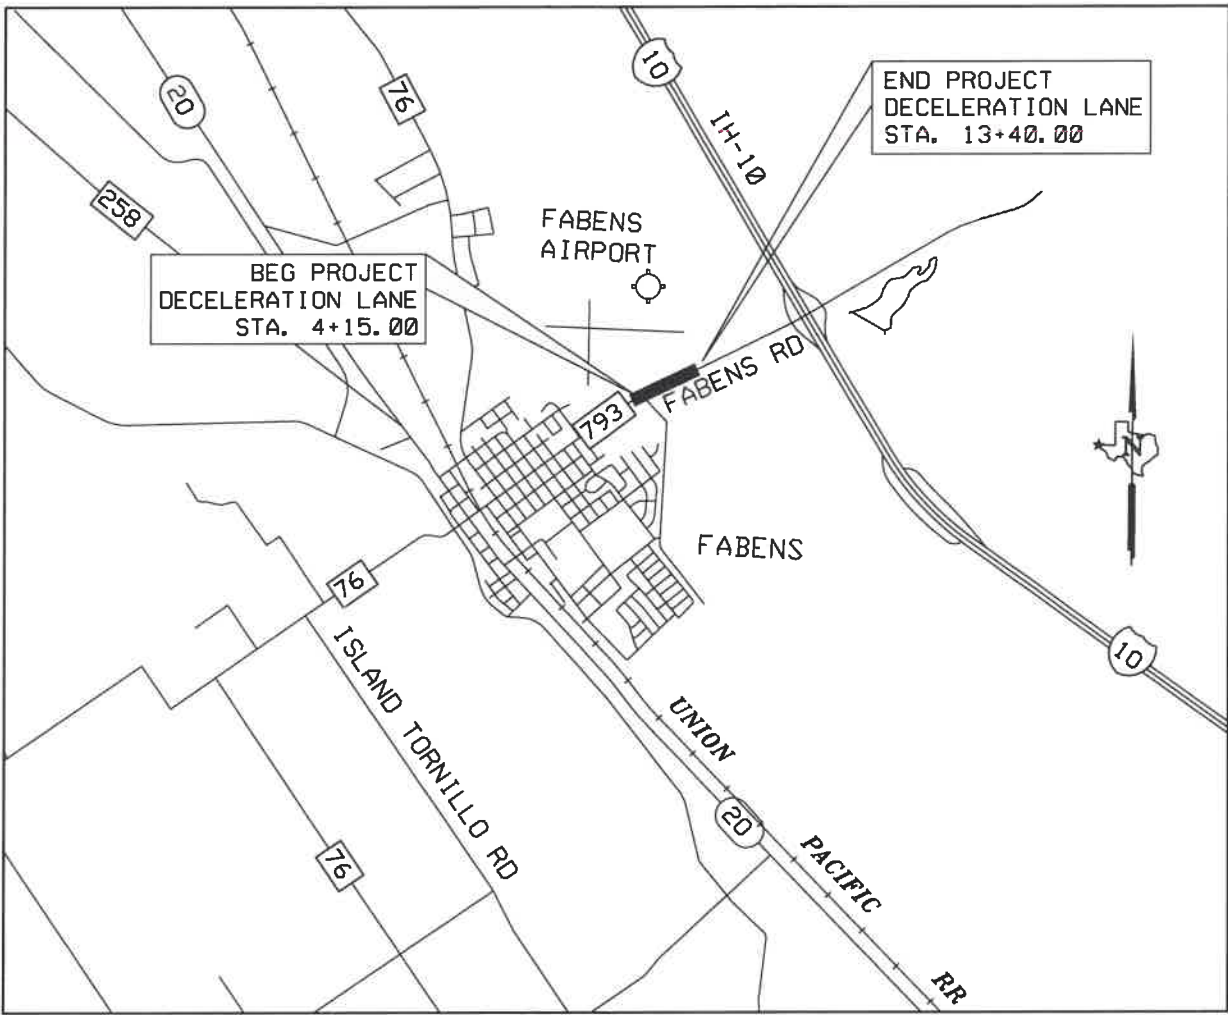 10
END PROJECT
DECELERATION LANE
STA. 13+40.00
20
76
IH-10
258
FABENS
AIRPORT
BEG PROJECT
DECELERATION LANE
STA. 4+15.00
FABENS RD
793
N
FABENS
76
ISLAND TORNILLO RD
10
UNION
PACIFIC
RR
20
76